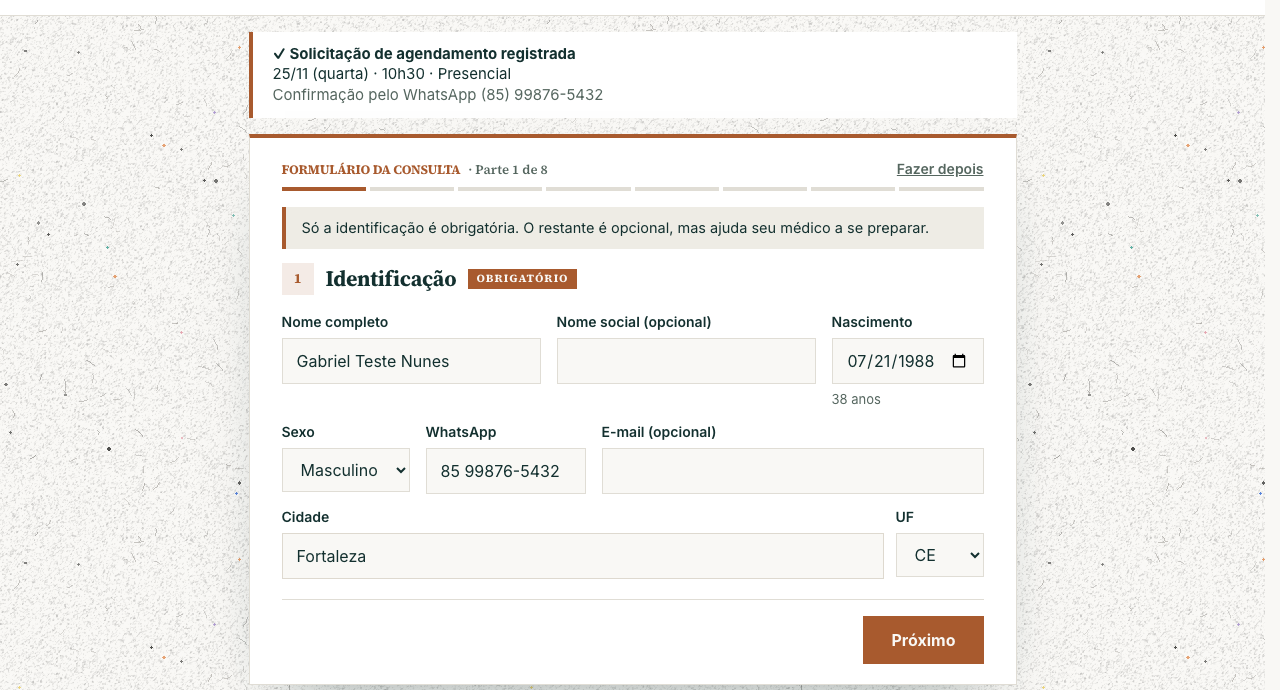 ✓ Solicitação de agendamento registrada
25/11 (quarta) · 10h30 · Presencial
Confirmação pelo WhatsApp (85) 99876-5432
FORMULÁRIO DA CONSULTA · Parte 1 de 8
Fazer depois
Só a identificação é obrigatória. O restante é opcional, mas ajuda seu médico a se preparar.
1 Identificação OBRIGATÓRIO
Nome completo Nome social (opcional) Nascimento
Gabriel Teste Nunes 07/21/1988
38 anos
Sexo WhatsApp E-mail (opcional)
Masculino 85 99876-5432
Cidade UF
Fortaleza CE
Próximo